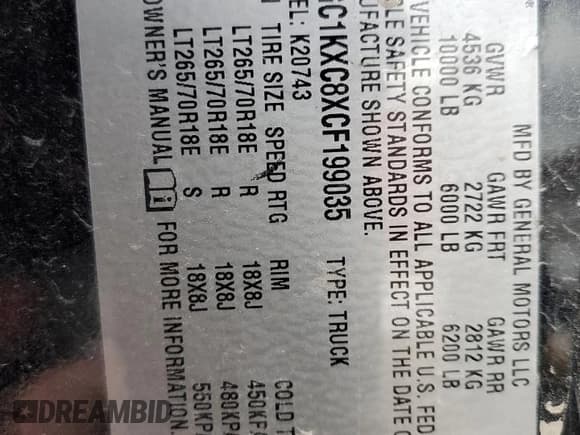 MFD BY GENERAL MOTORS LLC
GVWR GAWR FRT GAWR RR
4536 KG 2722 KG 2812 KG
10000 LB 6000 LB 6200 LB
VEHICLE CONFORMS TO ALL APPLICABLE U.S. FED
LE SAFETY STANDARDS IN EFFECT ON THE DATE O
UFACTURE SHOWN ABOVE.
GC1KXC8XCF199035 TYPE: TRUCK
EL: K20743
TIRE SIZE SPEED RTG RIM COLD T
LT265/70R18E R 18X8J 450KP
LT265/70R18E R 18X8J 480KP
LT265/70R18E S 18X8J 550KP
OWNER'S MANUAL FOR MORE INFORMATION.
DREAMBID